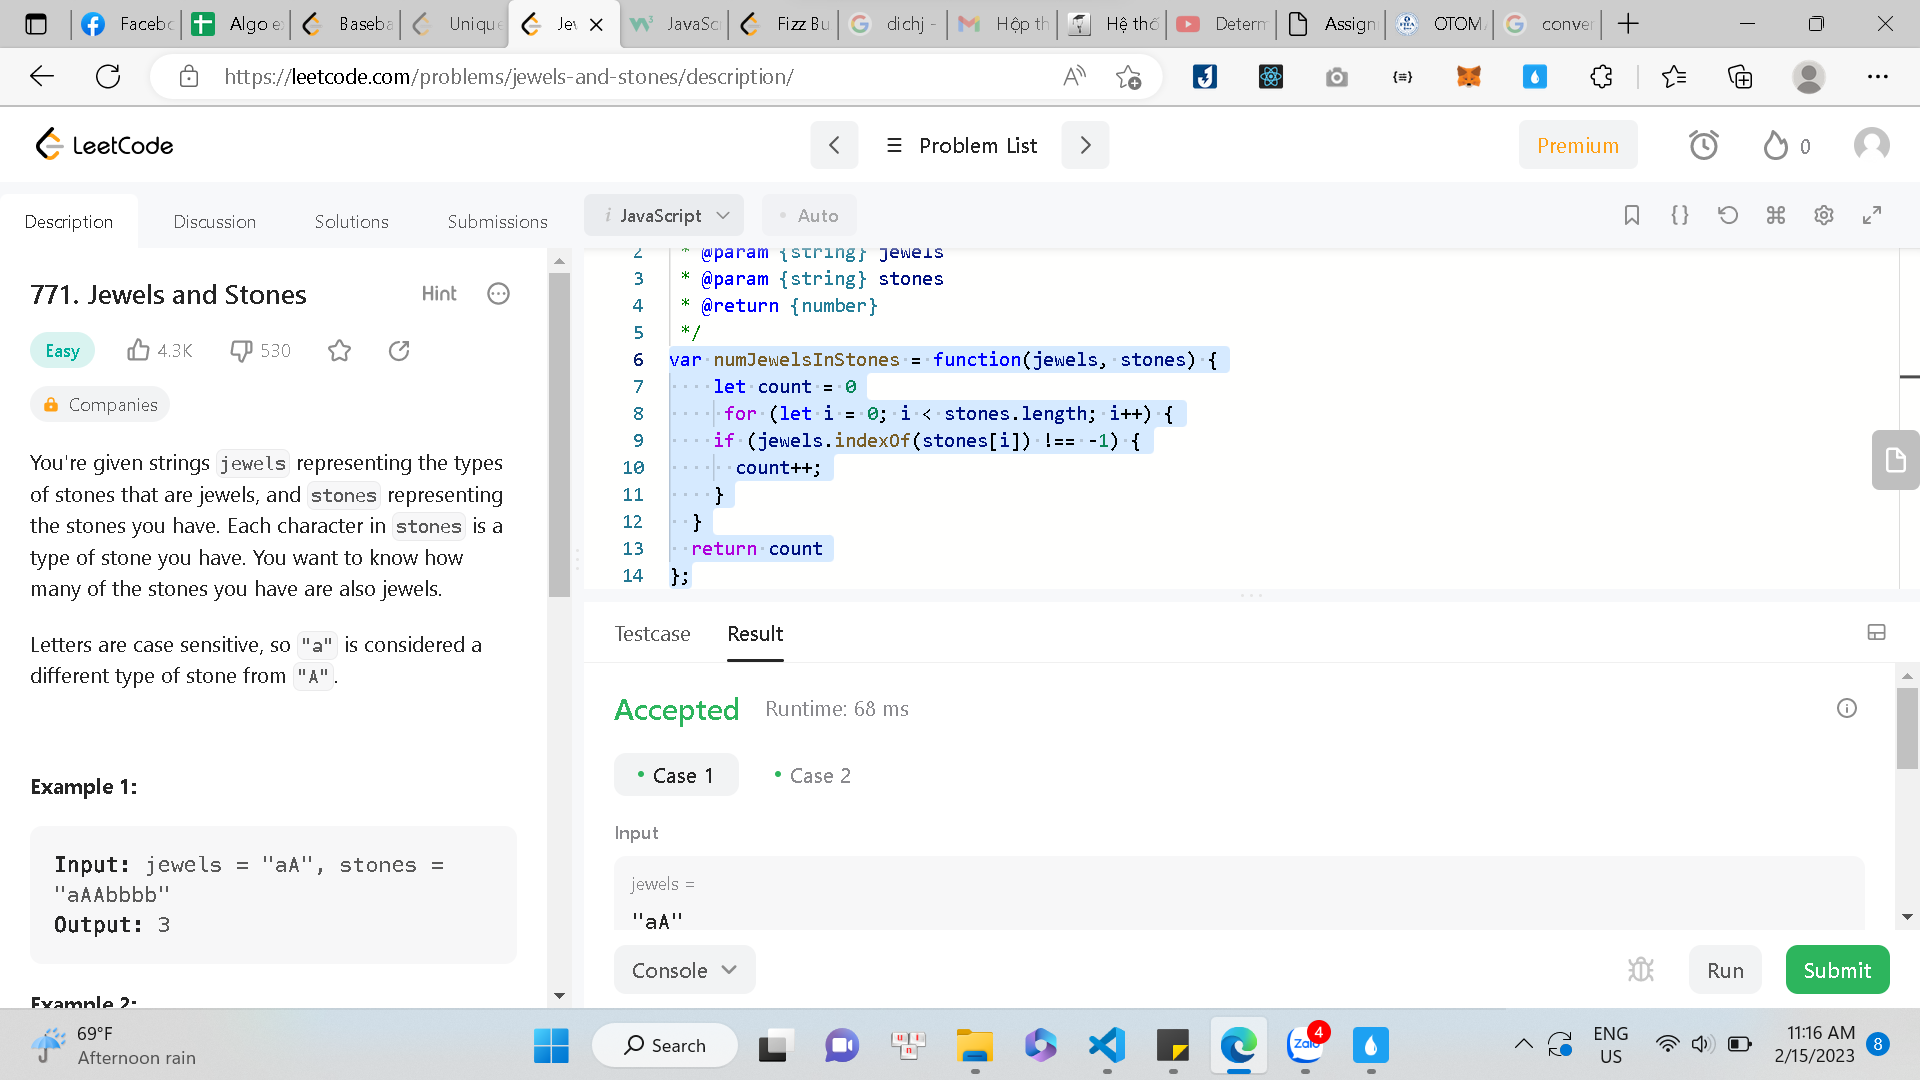 Facebo
Algo ex
Baseba
Unique
Jew
JavaScr
Fizz Bu
dichj -
Hộp th
Hệ thố
Determ
Assign
OTOM
conver
https://leetcode.com/problems/jewels-and-stones/description/
LeetCode
Problem List
Premium
0
Description
Discussion
Solutions
Submissions
i JavaScript
• Auto
771. Jewels and Stones
Hint
Easy
4.3K
530
Companies
You're given strings jewels representing the types
of stones that are jewels, and stones representing
the stones you have. Each character in stones is a
type of stone you have. You want to know how
many of the stones you have are also jewels.
Letters are case sensitive, so "a" is considered a
different type of stone from "A".
Example 1:
Input: jewels = "aA", stones =
"aAAbbbb"
Output: 3
Example 2:
2 * @param {string} jewels
3 * @param {string} stones
4 * @return {number}
5 */
6 var numJewelsInStones = function(jewels, stones) {
7 let count = 0
8 for (let i = 0; i < stones.length; i++) {
9 if (jewels.indexOf(stones[i]) !== -1) {
10 count++;
11 }
12 }
13 return count
14 };
Testcase
Result
Accepted
Runtime: 68 ms
• Case 1
• Case 2
Input
jewels =
"aA"
Console
Run
Submit
69°F
Afternoon rain
Search
Zalo
4
ENG
US
11:16 AM
2/15/2023
8